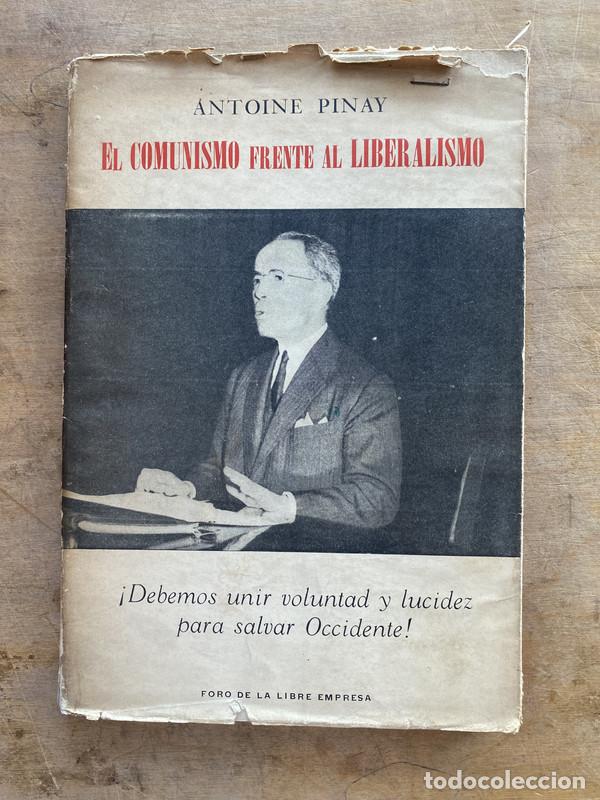 ANTOINE PINAY
EL COMUNISMO FRENTE AL LIBERALISMO
¡Debemos unir voluntad y lucidez
para salvar Occidente!
FORO DE LA LIBRE EMPRESA
todocoleccion